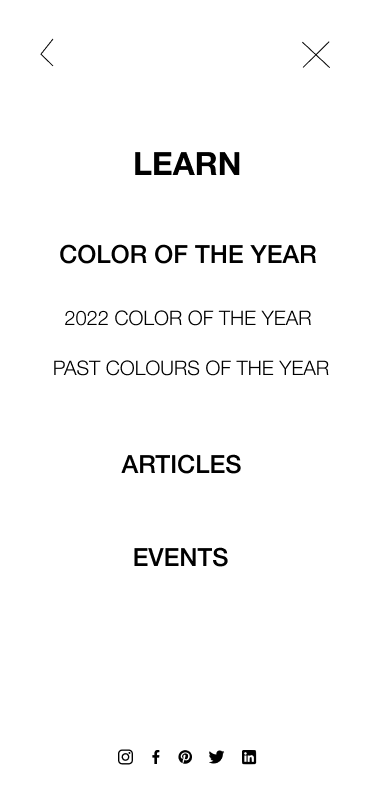 LEARN
COLOR OF THE YEAR
2022 COLOR OF THE YEAR
PAST COLOURS OF THE YEAR
ARTICLES
EVENTS